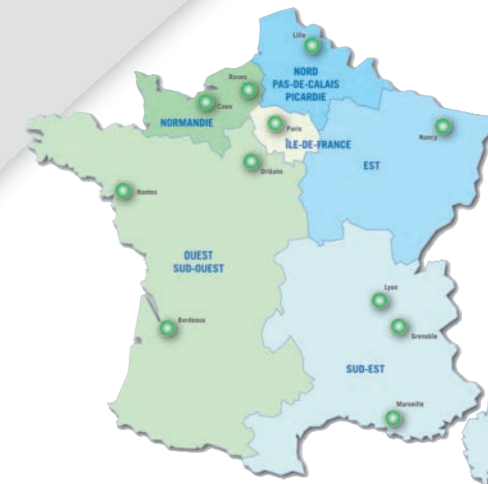 Lille
NORD
PAS-DE-CALAIS
PICARDIE
Rouen
Caen
NORMANDIE
Paris
ÎLE-DE-FRANCE
Nancy
EST
Orléans
Nantes
OUEST
SUD-OUEST
Bordeaux
Lyon
Grenoble
SUD-EST
Marseille